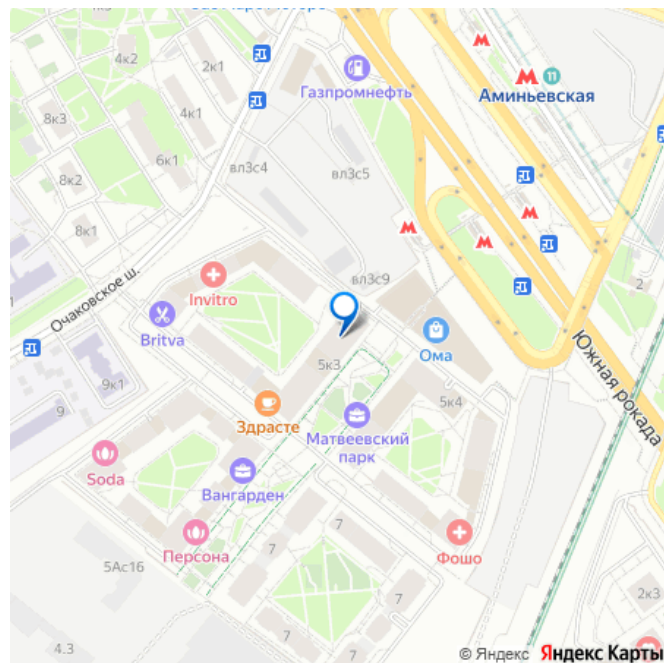 4к2
2к1
4к1
8к3
6к1
8к2
Газпромнефть
М
М
11
Аминьевская
вл3с4
вл3с5
М
М
М
вл3с9
2
Очаковское ш.
Invitro
Britva
Ома
Южная рокада
9к1
9
5к3
5к4
Здрасте
Матвеевский
парк
Soda
Вангарден
Персона
Фошо
5Ас16
7
7
7
7
2к3
4.3
© Яндекс Яндекс Карты